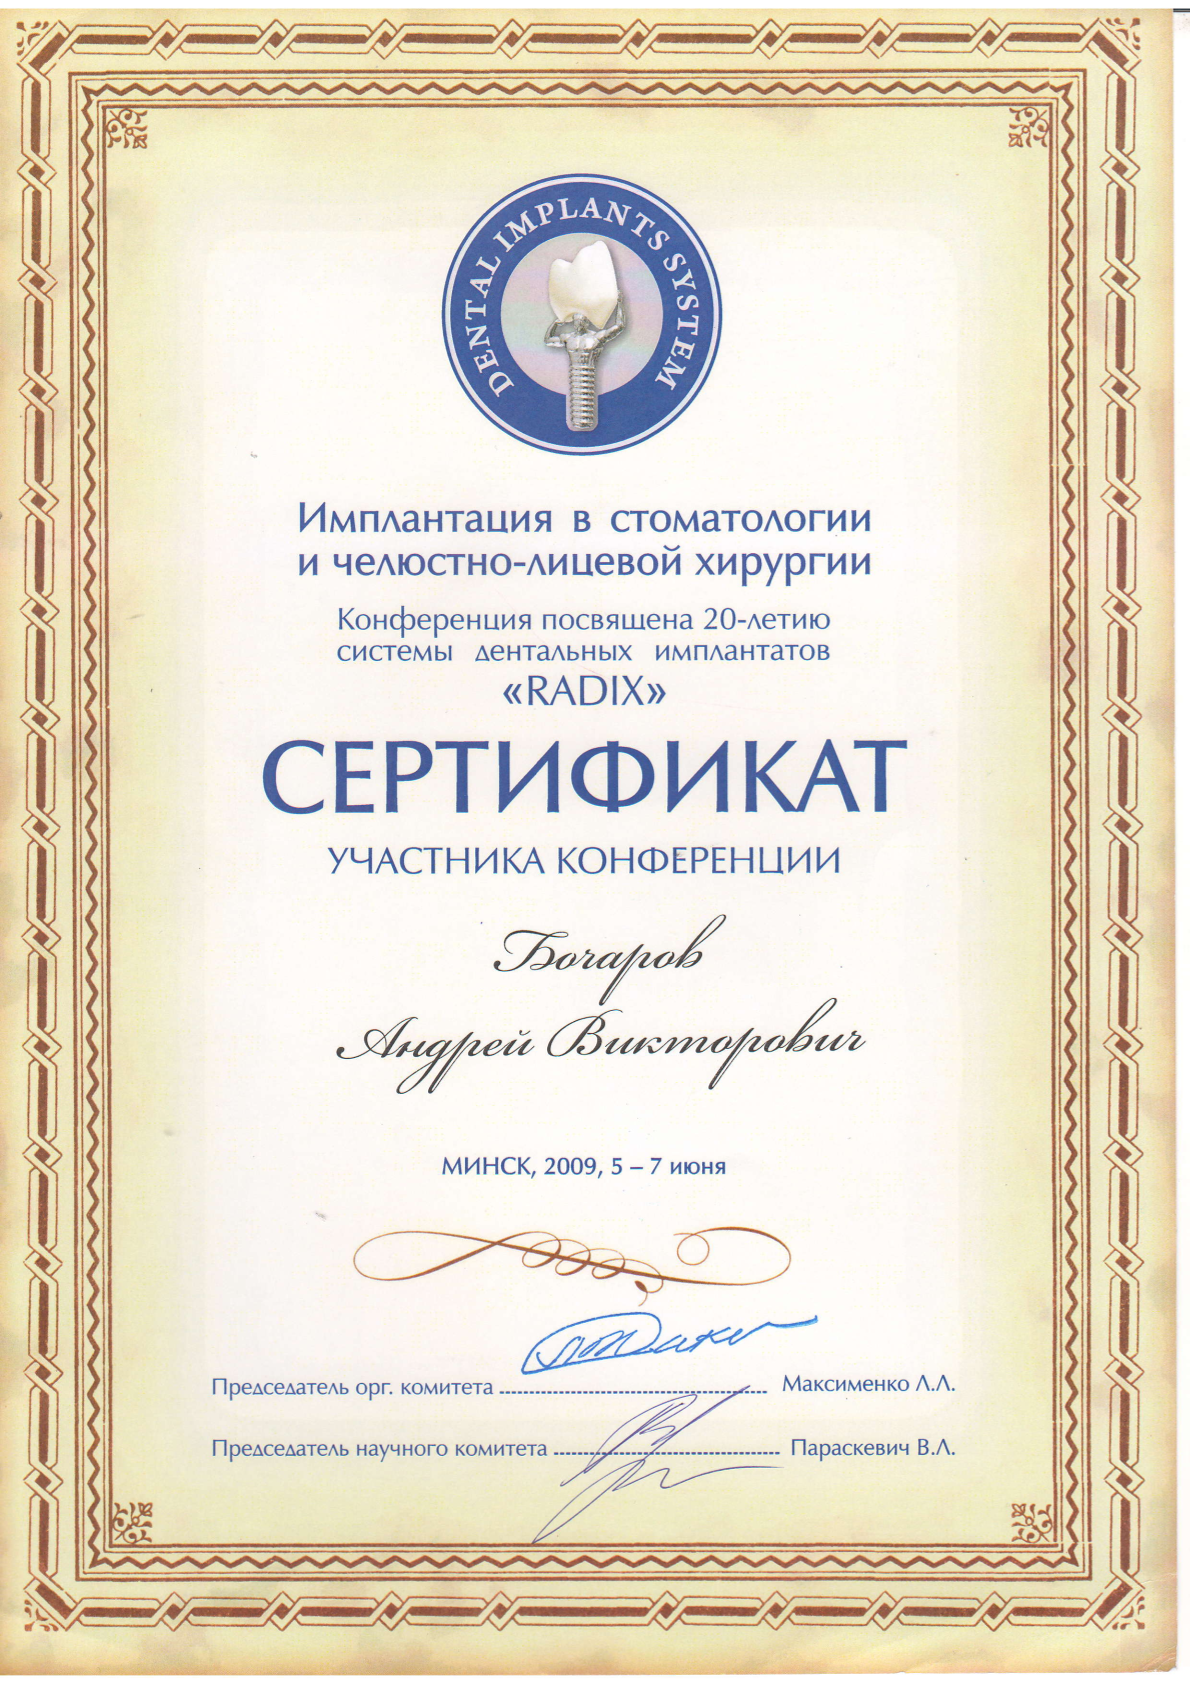 DENTAL IMPLANTS SYSTEM
Имплантация в стоматологии
и челюстно-лицевой хирургии
Конференция посвящена 20-летию
системы дентальных имплантатов
«RADIX»
СЕРТИФИКАТ
УЧАСТНИКА КОНФЕРЕНЦИИ
Бочаров
Андрей Викторович
МИНСК, 2009, 5 – 7 июня
Председатель орг. комитета Максименко Л.Л.
Председатель научного комитета Параскевич В.Л.